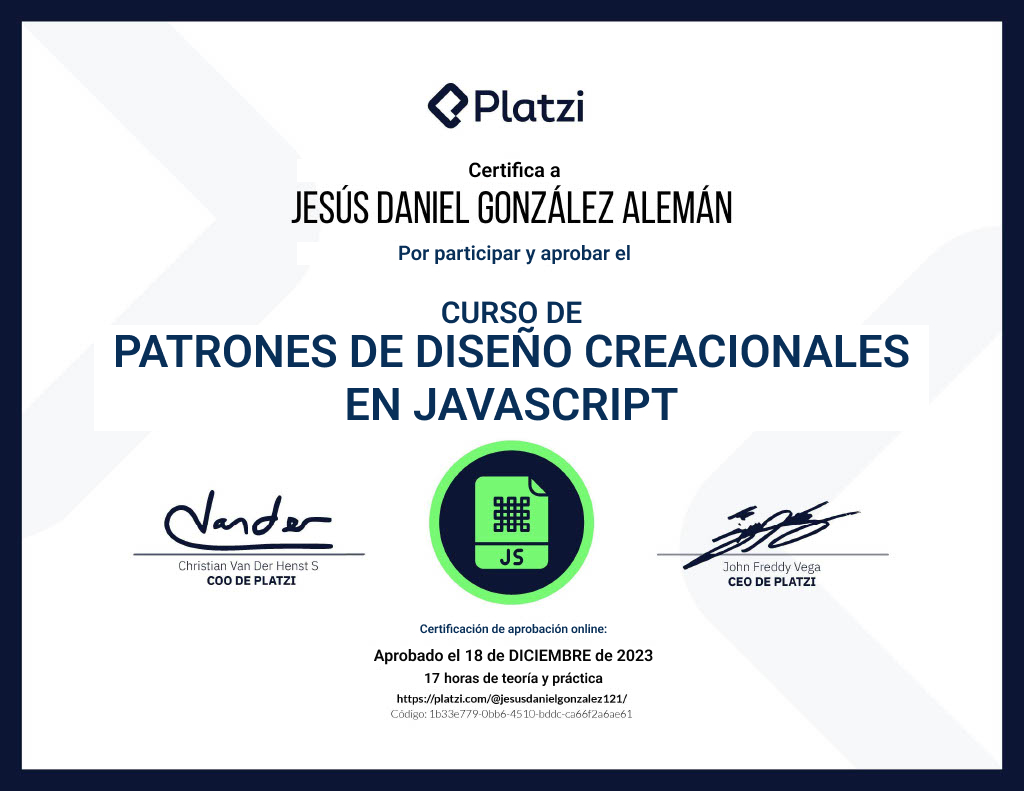 Platzi
Certifica a
JESÚS DANIEL GONZÁLEZ ALEMÁN
Por participar y aprobar el
CURSO DE
PATRONES DE DISEÑO CREACIONALES
EN JAVASCRIPT
Vander
JS
Christian Van Der Henst S
COO DE PLATZI
John Freddy Vega
CEO DE PLATZI
Certificación de aprobación online:
Aprobado el 18 de DICIEMBRE de 2023
17 horas de teoría y práctica
https://platzi.com/@jesusdanielgonzalez121/
Código: 1b33e779-0bb6-4510-bddc-ca66f2a6ae61